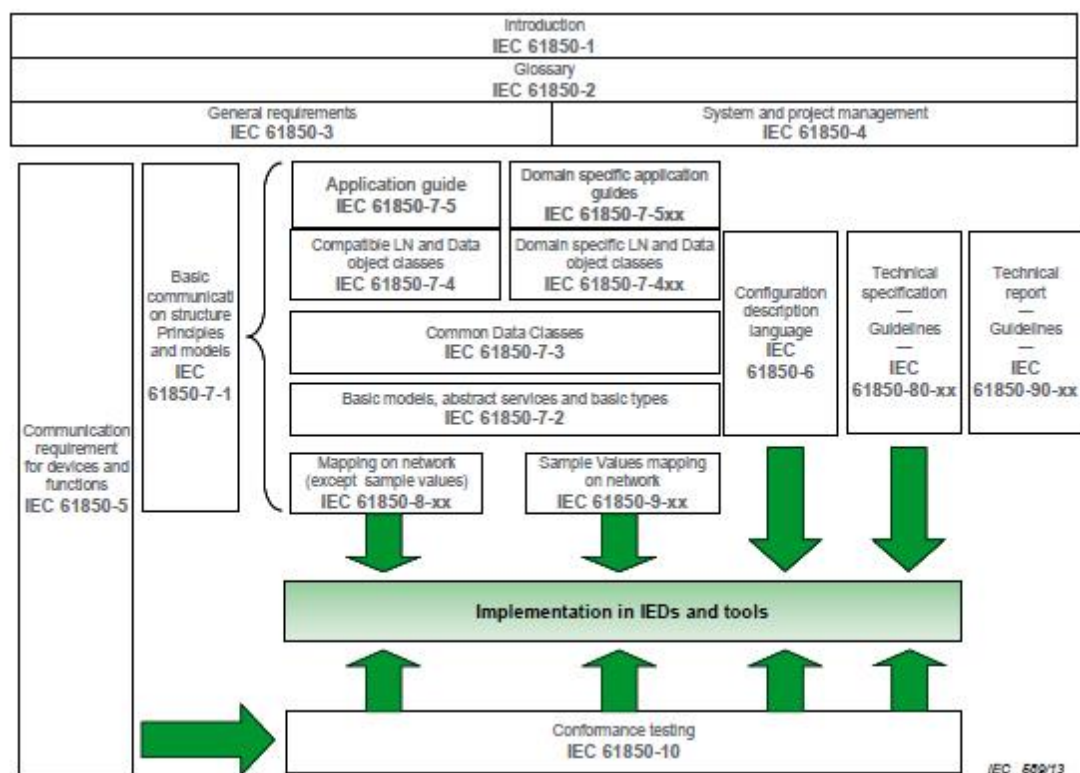 Introduction
IEC 61850-1
Glossary
IEC 61850-2
General requirements
IEC 61850-3
System and project management
IEC 61850-4
Communication
requirement
for devices and
functions
IEC 61850-5
Basic
communicati
on structure
Principles
and models
IEC
61850-7-1
Application guide
IEC 61850-7-5
Domain specific application
guides
IEC 61850-7-5xx
Compatible LN and Data
object classes
IEC 61850-7-4
Domain specific LN and Data
object classes
IEC 61850-7-4xx
Common Data Classes
IEC 61850-7-3
Basic models, abstract services and basic types
IEC 61850-7-2
Mapping on network
(except sample values)
IEC 61850-8-xx
Sample Values mapping
on network
IEC 61850-9-xx
Configuration
description
language
IEC
61850-6
Technical
specification
—
Guidelines
—
IEC
61850-80-xx
Technical
report
—
Guidelines
—
IEC
61850-90-xx
Implementation in IEDs and tools
Conformance testing
IEC 61850-10
IEC 569/13